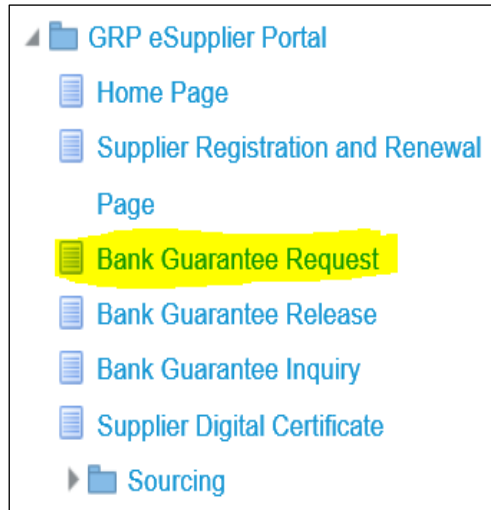 GRP eSupplier Portal
Home Page
Supplier Registration and Renewal
Page
Bank Guarantee Request
Bank Guarantee Release
Bank Guarantee Inquiry
Supplier Digital Certificate
Sourcing